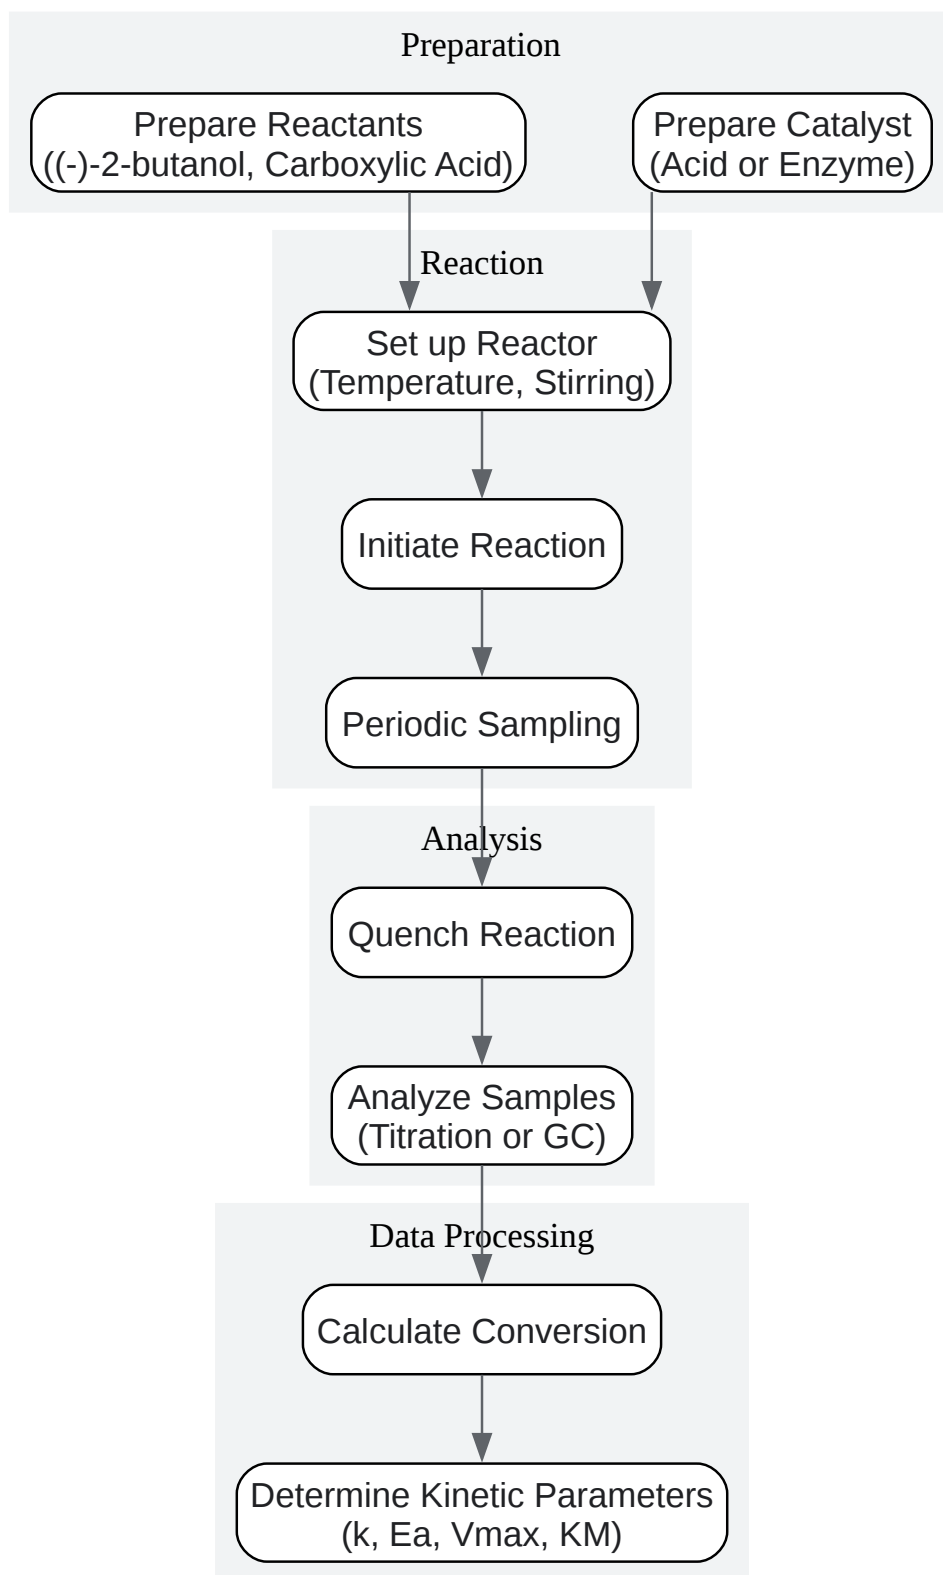 Preparation
Prepare Reactants
((-)-2-butanol, Carboxylic Acid)
Prepare Catalyst
(Acid or Enzyme)
Reaction
Set up Reactor
(Temperature, Stirring)
Initiate Reaction
Periodic Sampling
Analysis
Quench Reaction
Analyze Samples
(Titration or GC)
Data Processing
Calculate Conversion
Determine Kinetic Parameters
(k, Ea, Vmax, KM)